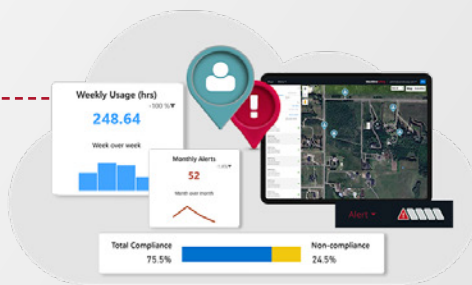 Weekly Usage (hrs)
248.64
Week over week
Monthly Alerts
52
Month over month
Alert
Total Compliance
75.5%
Non-compliance
24.5%